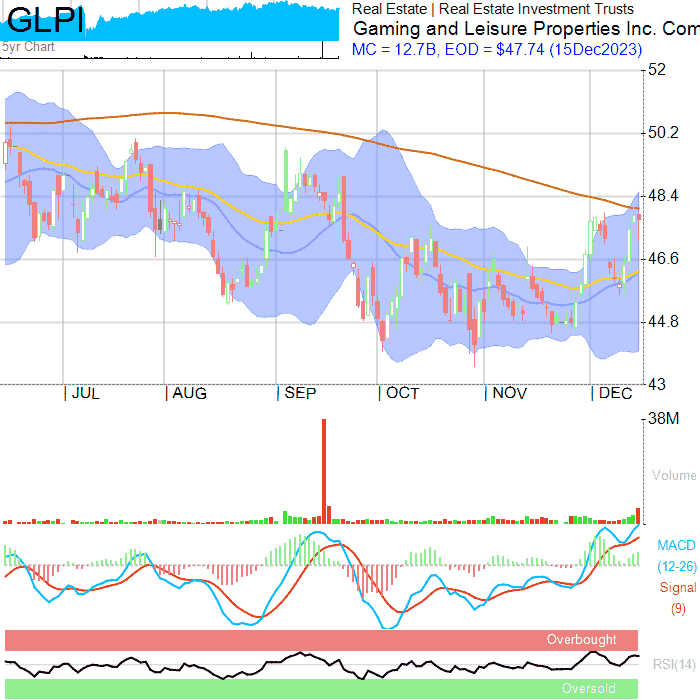 GLPI
5yr Chart
Real Estate | Real Estate Investment Trusts
Gaming and Leisure Properties Inc. Com
MC = 12.7B, EOD = $47.74 (15Dec2023)
52
50.2
48.4
46.6
44.8
43
JUL AUG SEP OCT NOV DEC
38M
Volume
MACD
(12-26)
Signal
(9)
Overbought
RSI(14)
Oversold